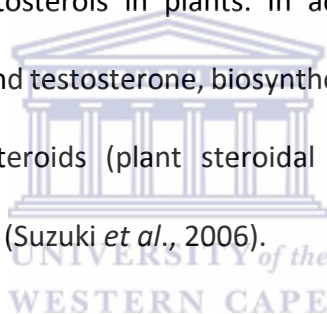 tosterols in plants. In ad
nd testosterone, biosynthe
teroids (plant steroidal
(Suzuki et al., 2006).
UNIVERSITY of the
WESTERN CAPE